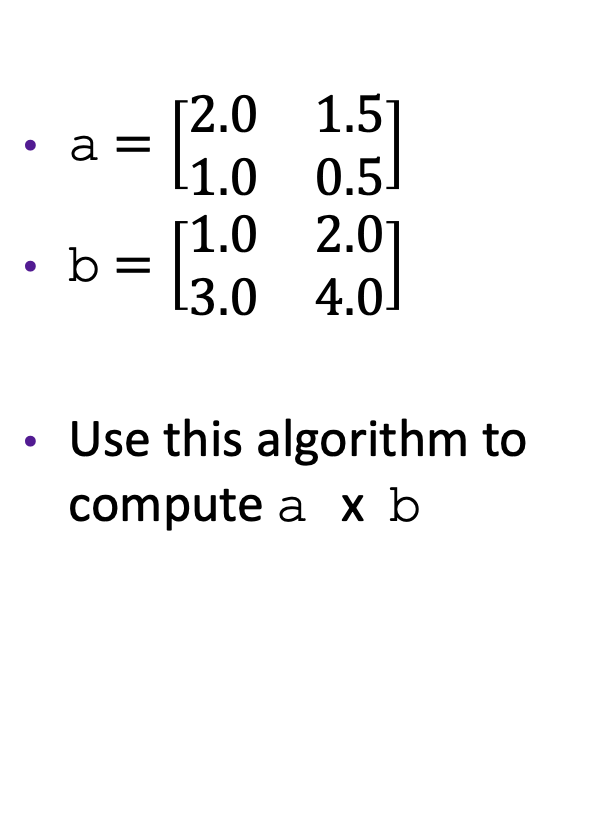 • a = [2.0 1.5
1.0 0.5]
• b = [1.0 2.0
3.0 4.0]
• Use this algorithm to
compute a x b